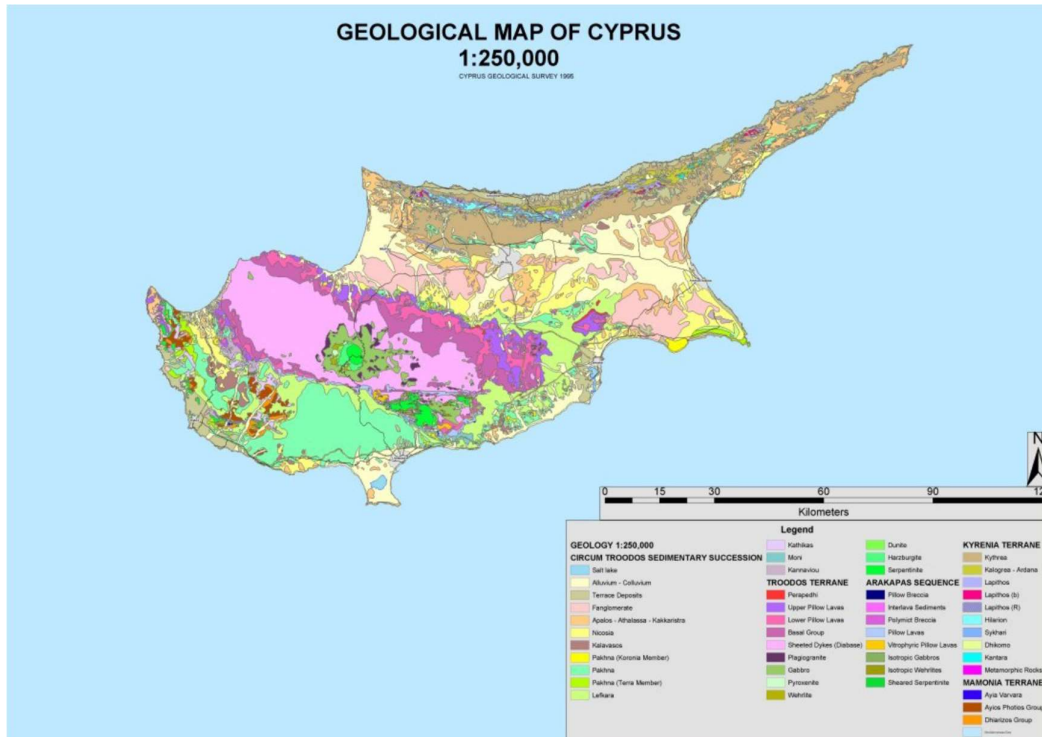 GEOLOGICAL MAP OF CYPRUS
1:250,000
CYPRUS GEOLOGICAL SURVEY 1995
N
0 15 30 60 90 12
Kilometers
Legend
GEOLOGY 1:250,000
CIRCUM TROODOS SEDIMENTARY SUCCESSION
Salt lake
Alluvium - Colluvium
Terrace Deposits
Fanglomerate
Apalos - Athalassa - Kakkaristra
Nicosia
Kalavasos
Pakhna (Koronia Member)
Pakhna
Pakhna (Terra Member)
Lefkara
Kathikas
Moni
Kannaviou
TROODOS TERRANE
Perapedhi
Upper Pillow Lavas
Lower Pillow Lavas
Basal Group
Sheeted Dykes (Diabase)
Plagiogranite
Gabbro
Pyroxenite
Wehrlite
Dunite
Harzburgite
Serpentinite
ARAKAPAS SEQUENCE
Pillow Breccia
Interlava Sediments
Polymict Breccia
Pillow Lavas
Vitrophyric Pillow Lavas
Isotropic Gabbros
Isotropic Wehrlites
Sheared Serpentinite
KYRENIA TERRANE
Kythrea
Kalogrea - Ardana
Lapithos
Lapithos (b)
Lapithos (R)
Hilarion
Sykhari
Dhikomo
Kantara
Metamorphic Rocks
MAMONIA TERRANE
Ayia Varvara
Ayios Photios Group
Dhiarizos Group